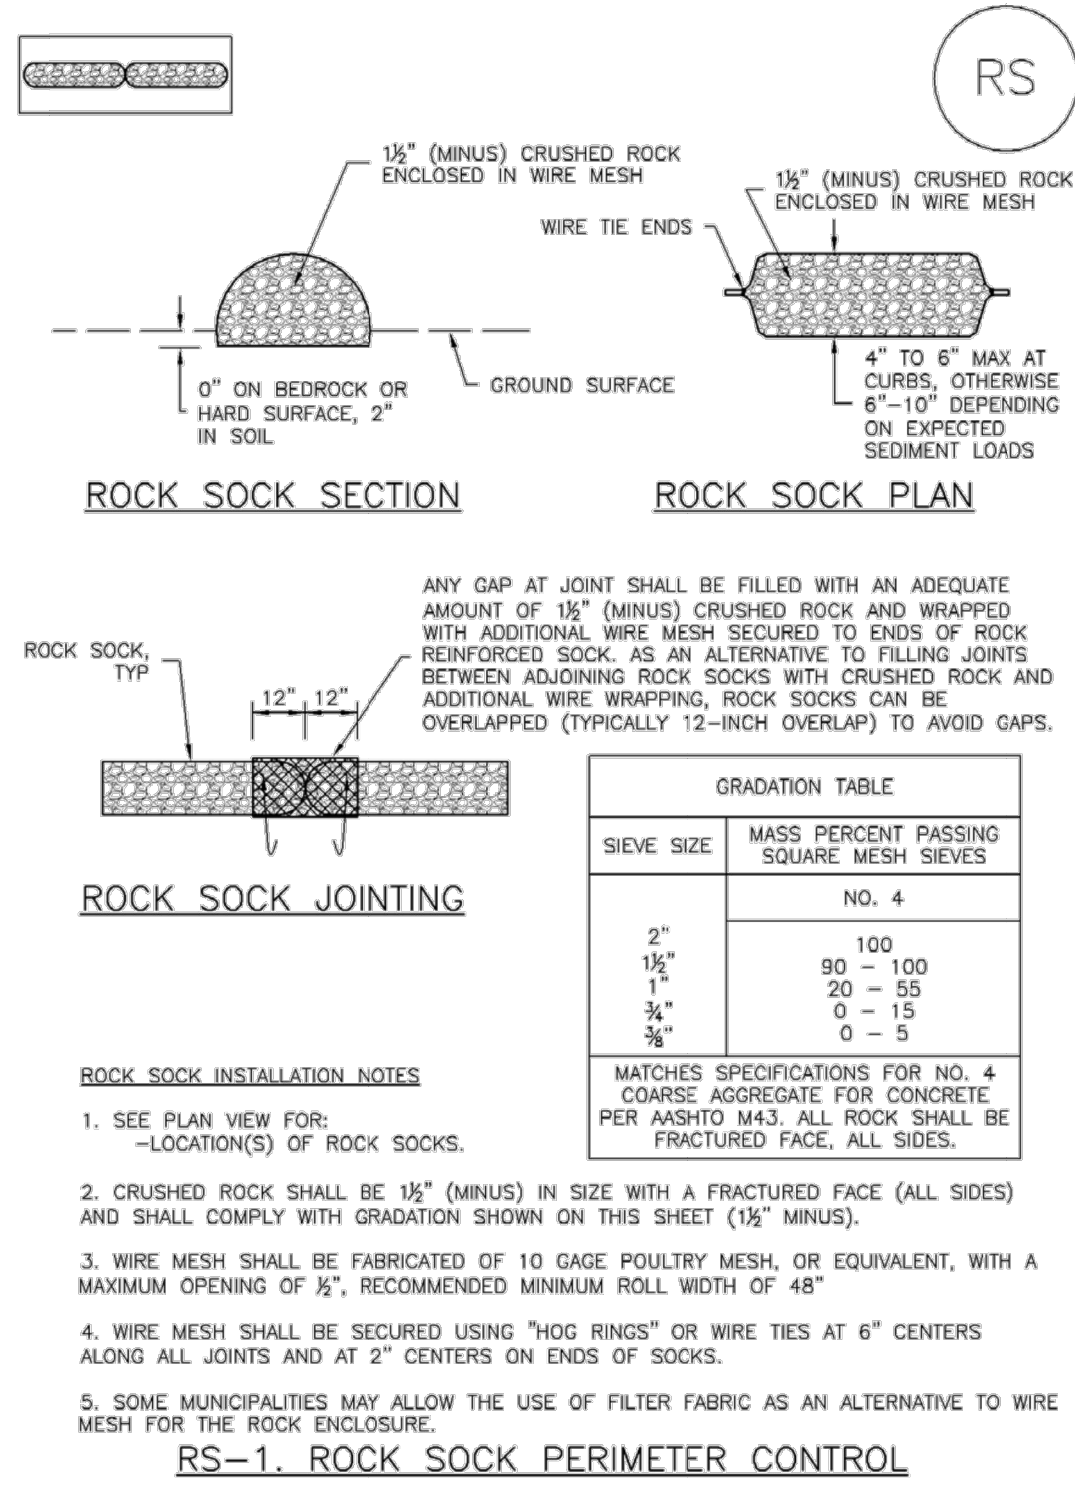 RS
1½" (MINUS) CRUSHED ROCK
ENCLOSED IN WIRE MESH
1½" (MINUS) CRUSHED ROCK
ENCLOSED IN WIRE MESH
WIRE TIE ENDS
0" ON BEDROCK OR
HARD SURFACE, 2"
IN SOIL
GROUND SURFACE
4" TO 6" MAX AT
CURBS, OTHERWISE
6"-10" DEPENDING
ON EXPECTED
SEDIMENT LOADS
ROCK SOCK SECTION
ROCK SOCK PLAN
ANY GAP AT JOINT SHALL BE FILLED WITH AN ADEQUATE
AMOUNT OF 1½" (MINUS) CRUSHED ROCK AND WRAPPED
WITH ADDITIONAL WIRE MESH SECURED TO ENDS OF ROCK
REINFORCED SOCK. AS AN ALTERNATIVE TO FILLING JOINTS
BETWEEN ADJOINING ROCK SOCKS WITH CRUSHED ROCK AND
ADDITIONAL WIRE WRAPPING, ROCK SOCKS CAN BE
OVERLAPPED (TYPICALLY 12-INCH OVERLAP) TO AVOID GAPS.
ROCK SOCK,
TYP
12" 12"
ROCK SOCK JOINTING
GRADATION TABLE
SIEVE SIZE
MASS PERCENT PASSING
SQUARE MESH SIEVES
NO. 4
2" 100
1½" 90 - 100
1" 20 - 55
¾" 0 - 15
⅜" 0 - 5
MATCHES SPECIFICATIONS FOR NO. 4
COARSE AGGREGATE FOR CONCRETE
PER AASHTO M43. ALL ROCK SHALL BE
FRACTURED FACE, ALL SIDES.
ROCK SOCK INSTALLATION NOTES
1. SEE PLAN VIEW FOR:
-LOCATION(S) OF ROCK SOCKS.
2. CRUSHED ROCK SHALL BE 1½" (MINUS) IN SIZE WITH A FRACTURED FACE (ALL SIDES)
AND SHALL COMPLY WITH GRADATION SHOWN ON THIS SHEET (1½" MINUS).
3. WIRE MESH SHALL BE FABRICATED OF 10 GAGE POULTRY MESH, OR EQUIVALENT, WITH A
MAXIMUM OPENING OF ½", RECOMMENDED MINIMUM ROLL WIDTH OF 48"
4. WIRE MESH SHALL BE SECURED USING "HOG RINGS" OR WIRE TIES AT 6" CENTERS
ALONG ALL JOINTS AND AT 2" CENTERS ON ENDS OF SOCKS.
5. SOME MUNICIPALITIES MAY ALLOW THE USE OF FILTER FABRIC AS AN ALTERNATIVE TO WIRE
MESH FOR THE ROCK ENCLOSURE.
RS-1. ROCK SOCK PERIMETER CONTROL